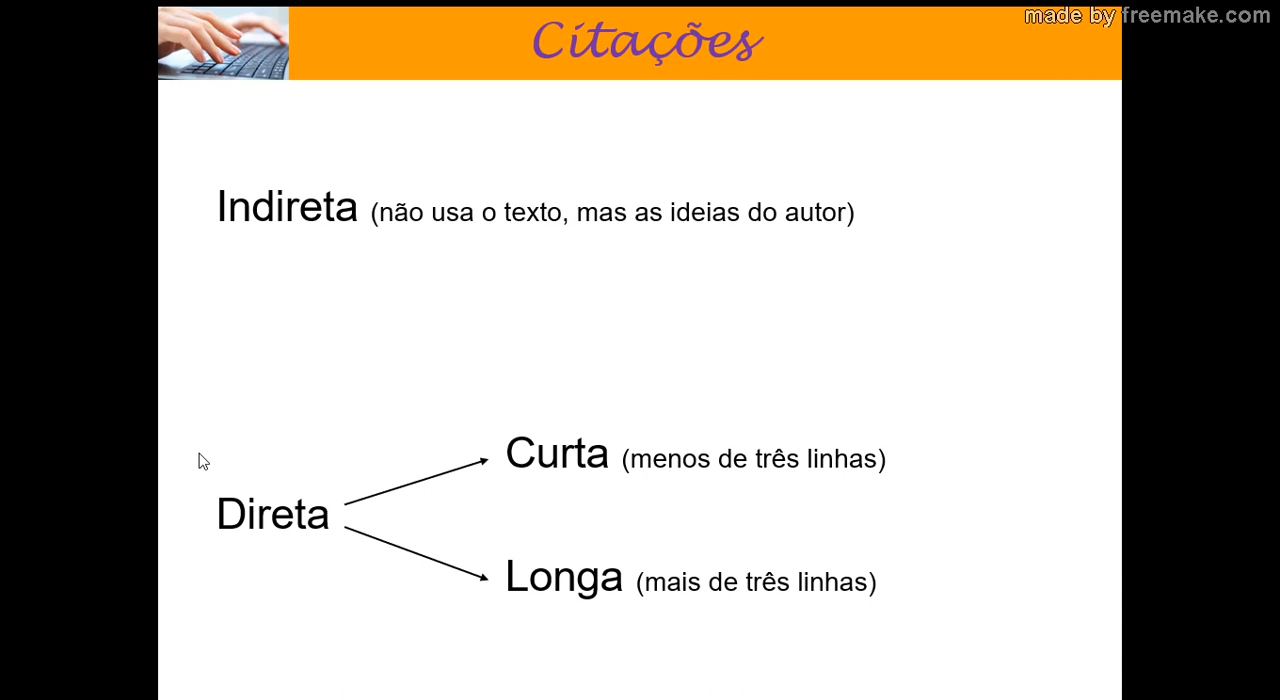 made by freemake.com
Citações
Indireta (não usa o texto, mas as ideias do autor)
Curta (menos de três linhas)
Direta
Longa (mais de três linhas)